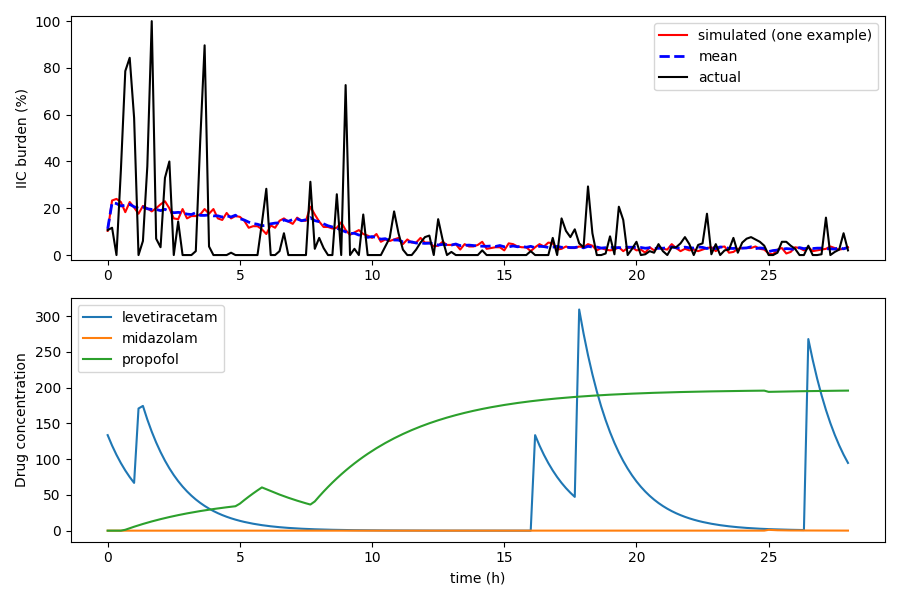 100
80
60
40
20
0
IIC burden (%)
simulated (one example)
mean
actual
0 5 10 15 20 25
300
250
200
150
100
50
0
Drug concentration
levetiracetam
midazolam
propofol
0 5 10 15 20 25
time (h)